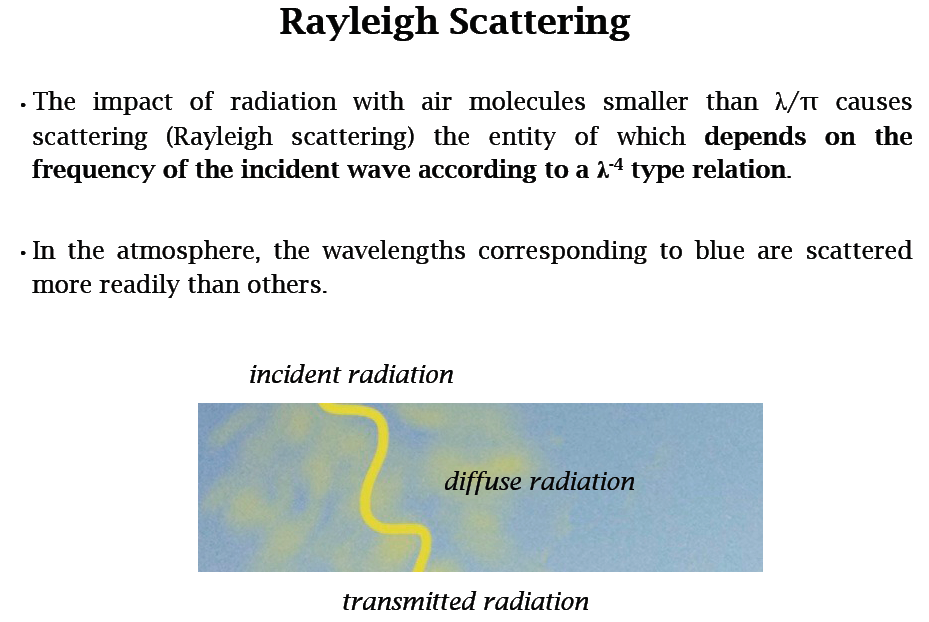 Rayleigh Scattering
• The impact of radiation with air molecules smaller than λ/π causes
scattering (Rayleigh scattering) the entity of which depends on the
frequency of the incident wave according to a λ⁻⁴ type relation.
• In the atmosphere, the wavelengths corresponding to blue are scattered
more readily than others.
incident radiation
diffuse radiation
transmitted radiation